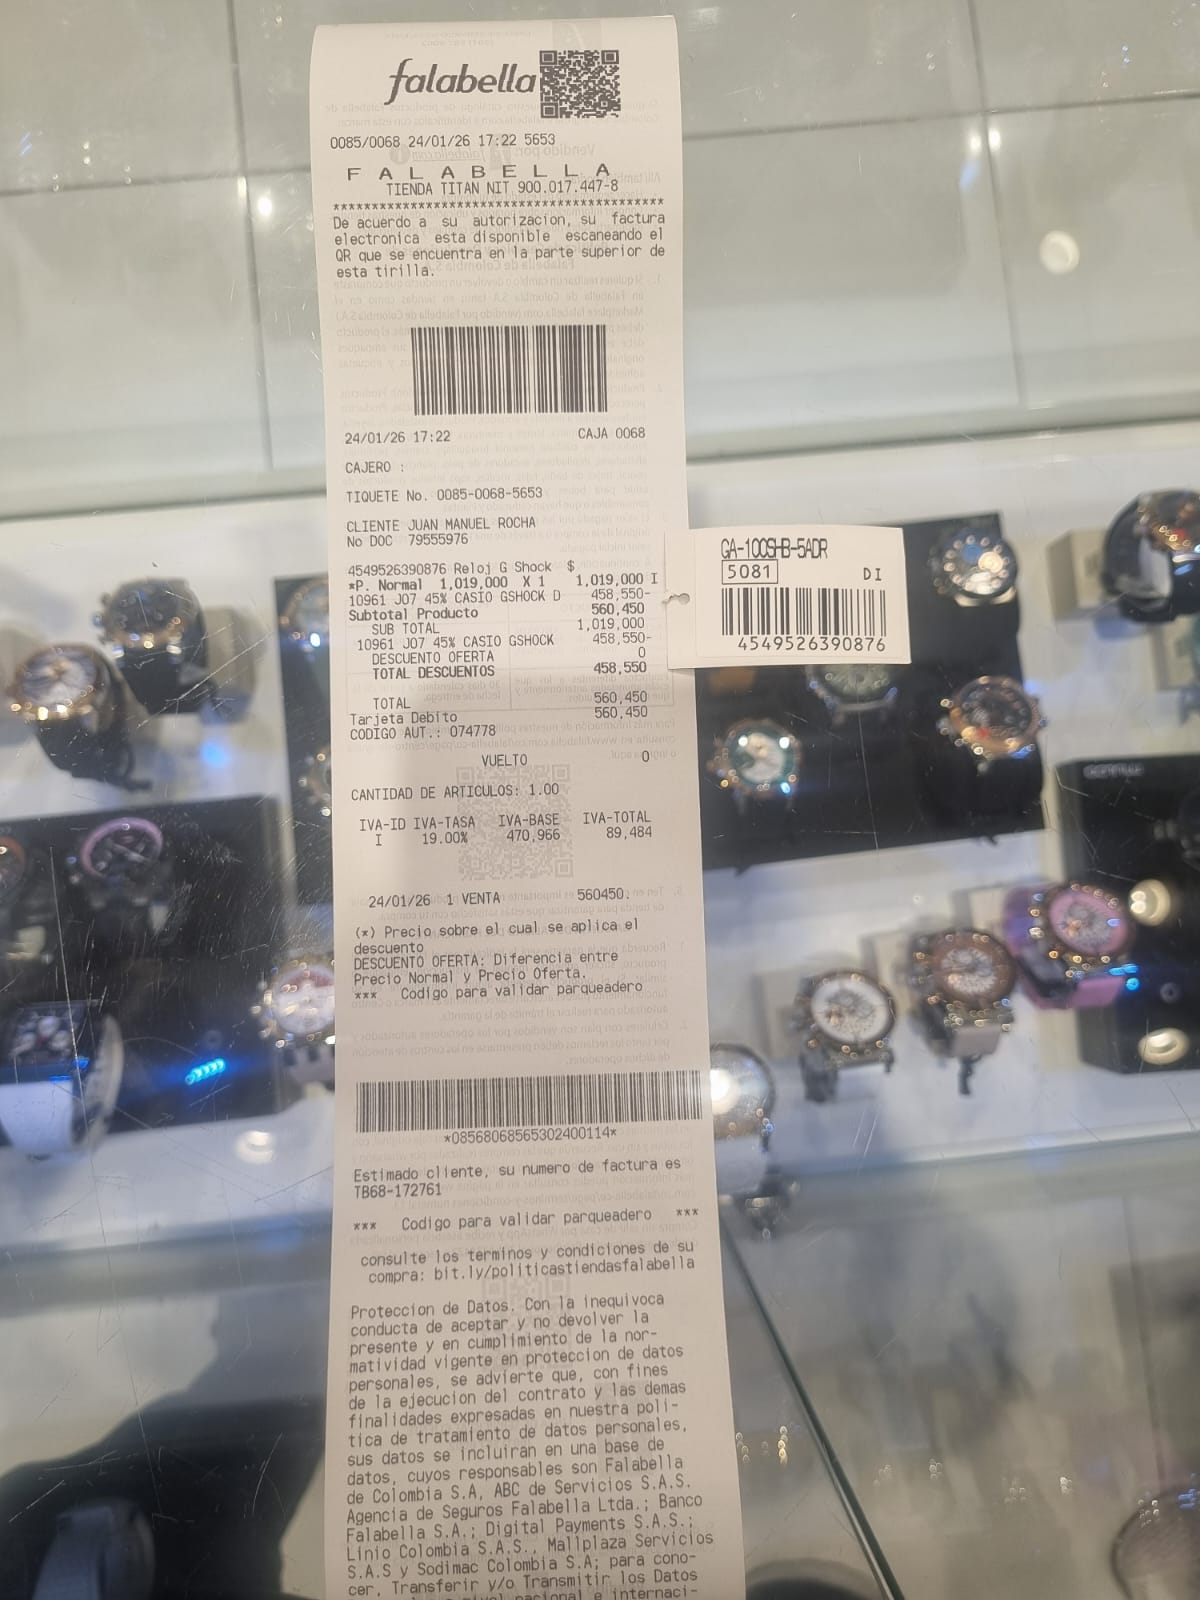 falabella
0085/0068 24/01/26 17:22 5653
F A L A B E L L A
TIENDA TITAN NIT 900.017.447-8
*******************************************
De acuerdo a su autorizacion, su factura
electronica esta disponible escaneando el
QR que se encuentra en la parte superior de
esta tirilla.
24/01/26 17:22 CAJA 0068
CAJERO :
TIQUETE No. 0085-0068-5653
CLIENTE JUAN MANUEL ROCHA
No DOC 79555976
4549526390876 Reloj G Shock $
*P. Normal 1,019,000 X 1 1,019,000 I
10961 J07 45% CASIO GSHOCK D 458,550-
Subtotal Producto 560,450
SUB TOTAL 1,019,000
10961 J07 45% CASIO GSHOCK 458,550-
DESCUENTO OFERTA 0
TOTAL DESCUENTOS 458,550
TOTAL 560,450
Tarjeta Debito 560,450
CODIGO AUT.: 074778
VUELTO 0
CANTIDAD DE ARTICULOS: 1.00
IVA-ID IVA-TASA IVA-BASE IVA-TOTAL
I 19.00% 470,966 89,484
24/01/26 1 VENTA 560450.
(*) Precio sobre el cual se aplica el
descuento
DESCUENTO OFERTA: Diferencia entre
Precio Normal y Precio Oferta.
*** Codigo para validar parqueadero
*08568068565302400114*
Estimado cliente, su numero de factura es
TB68-172761
*** Codigo para validar parqueadero ***
consulte los terminos y condiciones de su
compra: bit.ly/politicastiendasfalabella
Proteccion de Datos. Con la inequivoca
conducta de aceptar y no devolver la
presente y en cumplimiento de la nor-
matividad vigente en proteccion de datos
personales, se advierte que, con fines
de la ejecucion del contrato y las demas
finalidades expresadas en nuestra poli-
tica de tratamiento de datos personales,
sus datos se incluiran en una base de
datos, cuyos responsables son Falabella
de Colombia S.A, ABC de Servicios S.A.S.
Agencia de Seguros Falabella Ltda.; Banco
Falabella S.A.; Digital Payments S.A.S.;
Linio Colombia S.A.S., Mallplaza Servicios
S.A.S y Sodimac Colombia S.A; para cono-
cer, Transferir y/o Transmitir los Datos
nacional e internaci-
GA-100SHB-5ADR
5081 DI
4549526390876